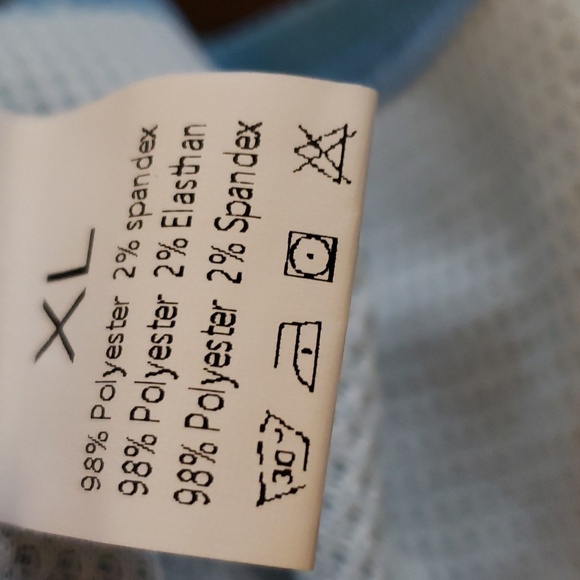 XL
98% Polyester 2% spandex
98% Polyester 2% Elasthan
98% Polyester 2% Spandex
30